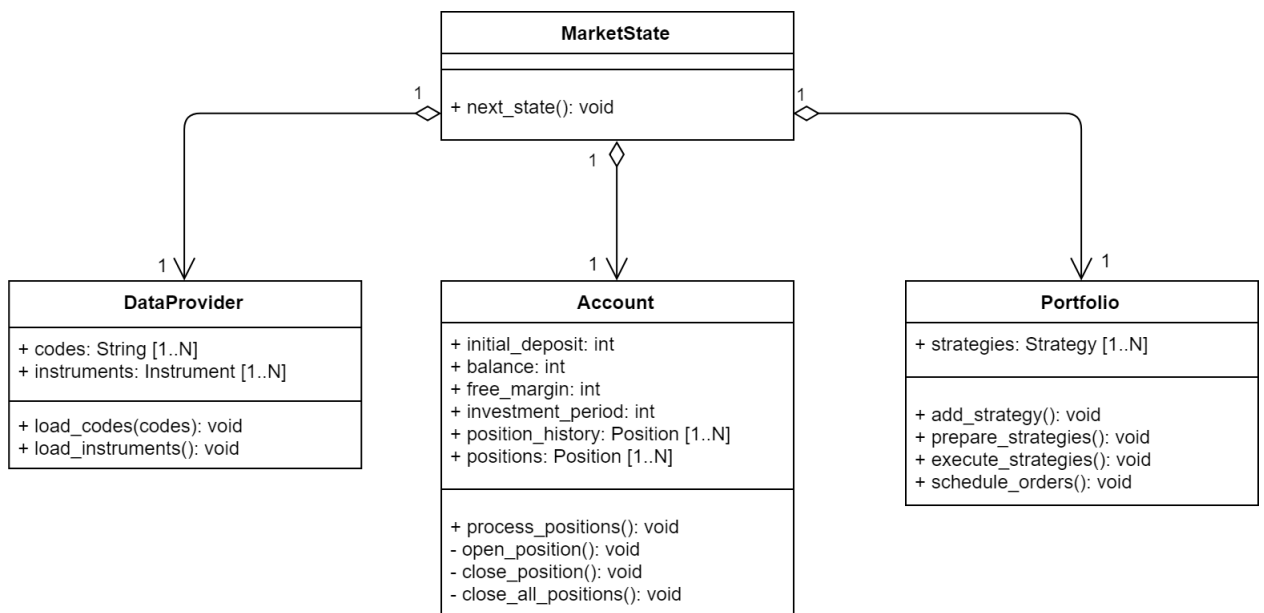 MarketState
+ next_state(): void
1
1
1
1
1
1
DataProvider
+ codes: String [1..N]
+ instruments: Instrument [1..N]
+ load_codes(codes): void
+ load_instruments(): void
Account
+ initial_deposit: int
+ balance: int
+ free_margin: int
+ investment_period: int
+ position_history: Position [1..N]
+ positions: Position [1..N]
+ process_positions(): void
- open_position(): void
- close_position(): void
- close_all_positions(): void
Portfolio
+ strategies: Strategy [1..N]
+ add_strategy(): void
+ prepare_strategies(): void
+ execute_strategies(): void
+ schedule_orders(): void